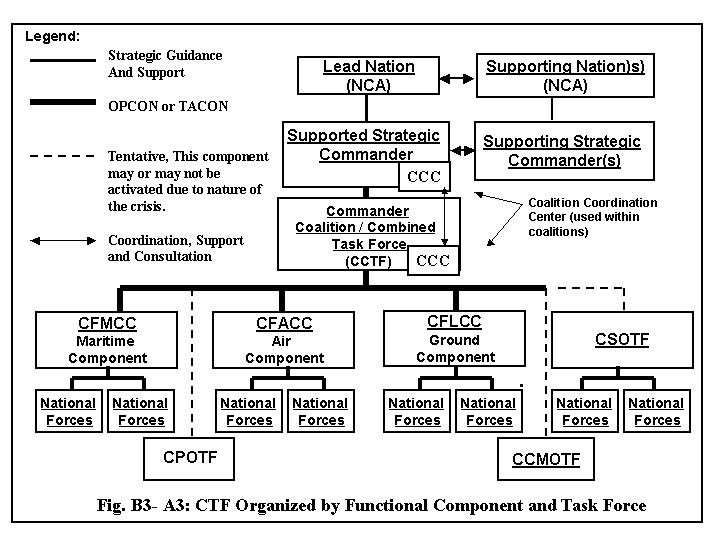 Legend:
Strategic Guidance
And Support
OPCON or TACON
Tentative, This component
may or may not be
activated due to nature of
the crisis.
Coordination, Support
and Consultation
Lead Nation
(NCA)
Supporting Nation)s)
(NCA)
Supported Strategic
Commander
CCC
Supporting Strategic
Commander(s)
Commander
Coalition / Combined
Task Force
(CCTF)
CCC
Coalition Coordination
Center (used within
coalitions)
CFMCC
Maritime
Component
CFACC
Air
Component
CFLCC
Ground
Component
CSOTF
National
Forces
National
Forces
National
Forces
National
Forces
National
Forces
National
Forces
National
Forces
National
Forces
CPOTF
CCMOTF
Fig. B3- A3: CTF Organized by Functional Component and Task Force